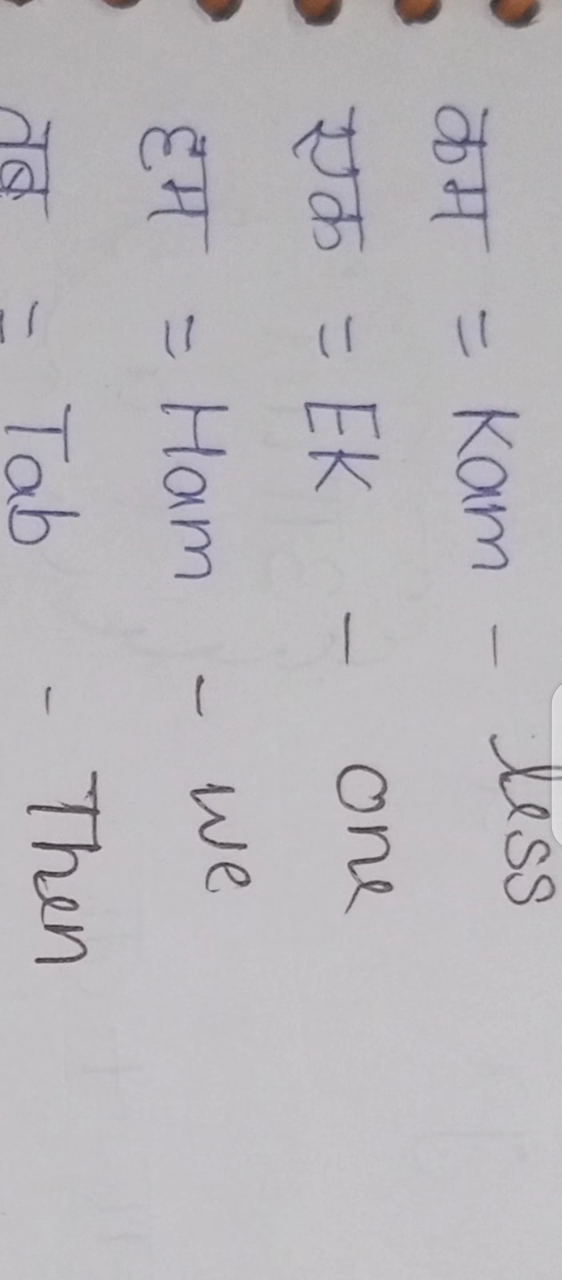 कम = Kam - less
एक = EK - one
हम = Ham - we
तब = Tab - Then